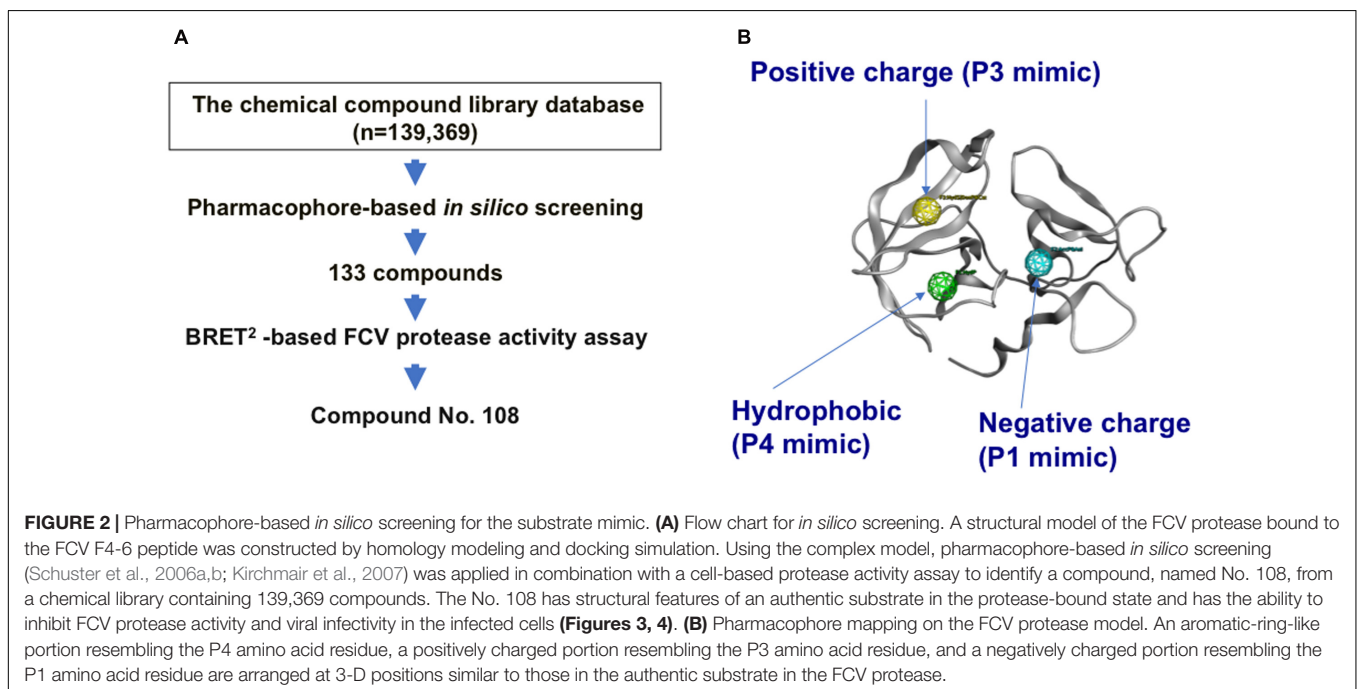 A
The chemical compound library database
(n=139,369)
Pharmacophore-based in silico screening
133 compounds
BRET² -based FCV protease activity assay
Compound No. 108
B
Positive charge (P3 mimic)
Hydrophobic
(P4 mimic)
Negative charge
(P1 mimic)
FIGURE 2 | Pharmacophore-based in silico screening for the substrate mimic. (A) Flow chart for in silico screening. A structural model of the FCV protease bound to
the FCV F4-6 peptide was constructed by homology modeling and docking simulation. Using the complex model, pharmacophore-based in silico screening
(Schuster et al., 2006a,b; Kirchmair et al., 2007) was applied in combination with a cell-based protease activity assay to identify a compound, named No. 108, from
a chemical library containing 139,369 compounds. The No. 108 has structural features of an authentic substrate in the protease-bound state and has the ability to
inhibit FCV protease activity and viral infectivity in the infected cells (Figures 3, 4). (B) Pharmacophore mapping on the FCV protease model. An aromatic-ring-like
portion resembling the P4 amino acid residue, a positively charged portion resembling the P3 amino acid residue, and a negatively charged portion resembling the
P1 amino acid residue are arranged at 3-D positions similar to those in the authentic substrate in the FCV protease.